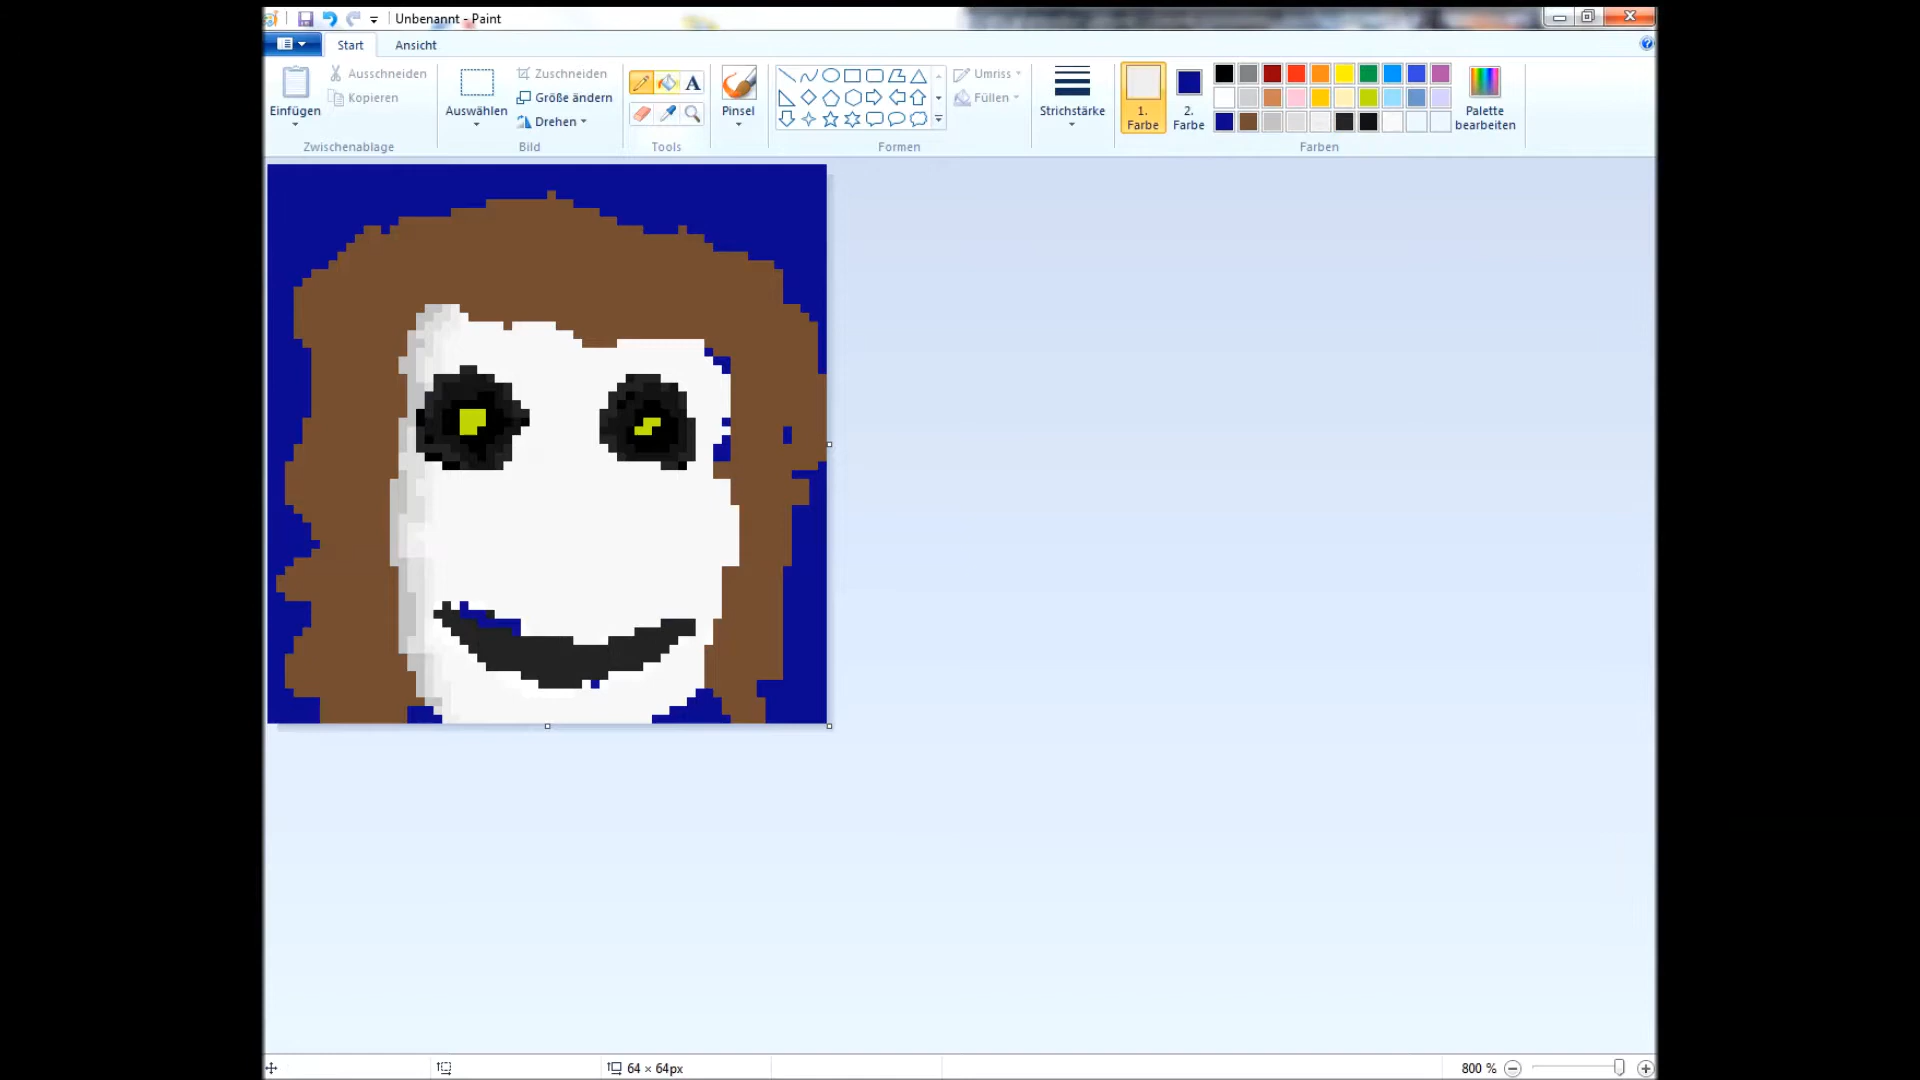 Unbenannt - Paint
Start
Ansicht
Einfügen
Ausschneiden
Kopieren
Zwischenablage
Auswählen
Zuschneiden
Größe ändern
Drehen
Bild
A
Tools
Pinsel
Umriss
Füllen
Formen
Strichstärke
1.
Farbe
2.
Farbe
Palette
bearbeiten
Farben
64 × 64px
800 %